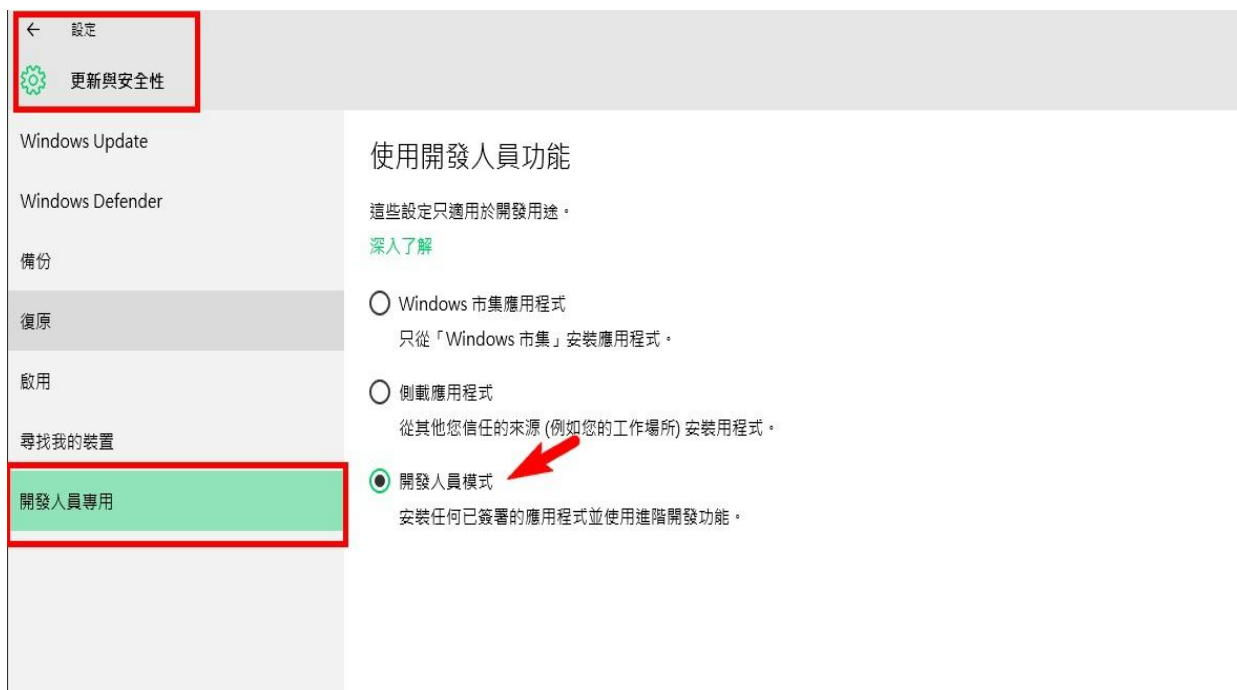 設定
更新與安全性
Windows Update
Windows Defender
備份
復原
啟用
尋找我的裝置
開發人員專用
使用開發人員功能
這些設定只適用於開發用途。
深入了解
Windows 市集應用程式
只從「Windows 市集」安裝應用程式。
側載應用程式
從其他您信任的來源 (例如您的工作場所) 安裝用程式。
開發人員模式
安裝任何已簽署的應用程式並使用進階開發功能。